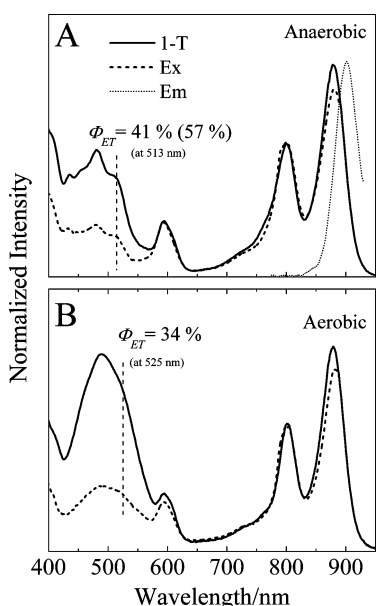 A
Anaerobic
1-T
Ex
Em
Φ_ET = 41 % (57 %)
(at 513 nm)
Normalized Intensity
B
Aerobic
Φ_ET = 34 %
(at 525 nm)
400 500 600 700 800 900
Wavelength/nm